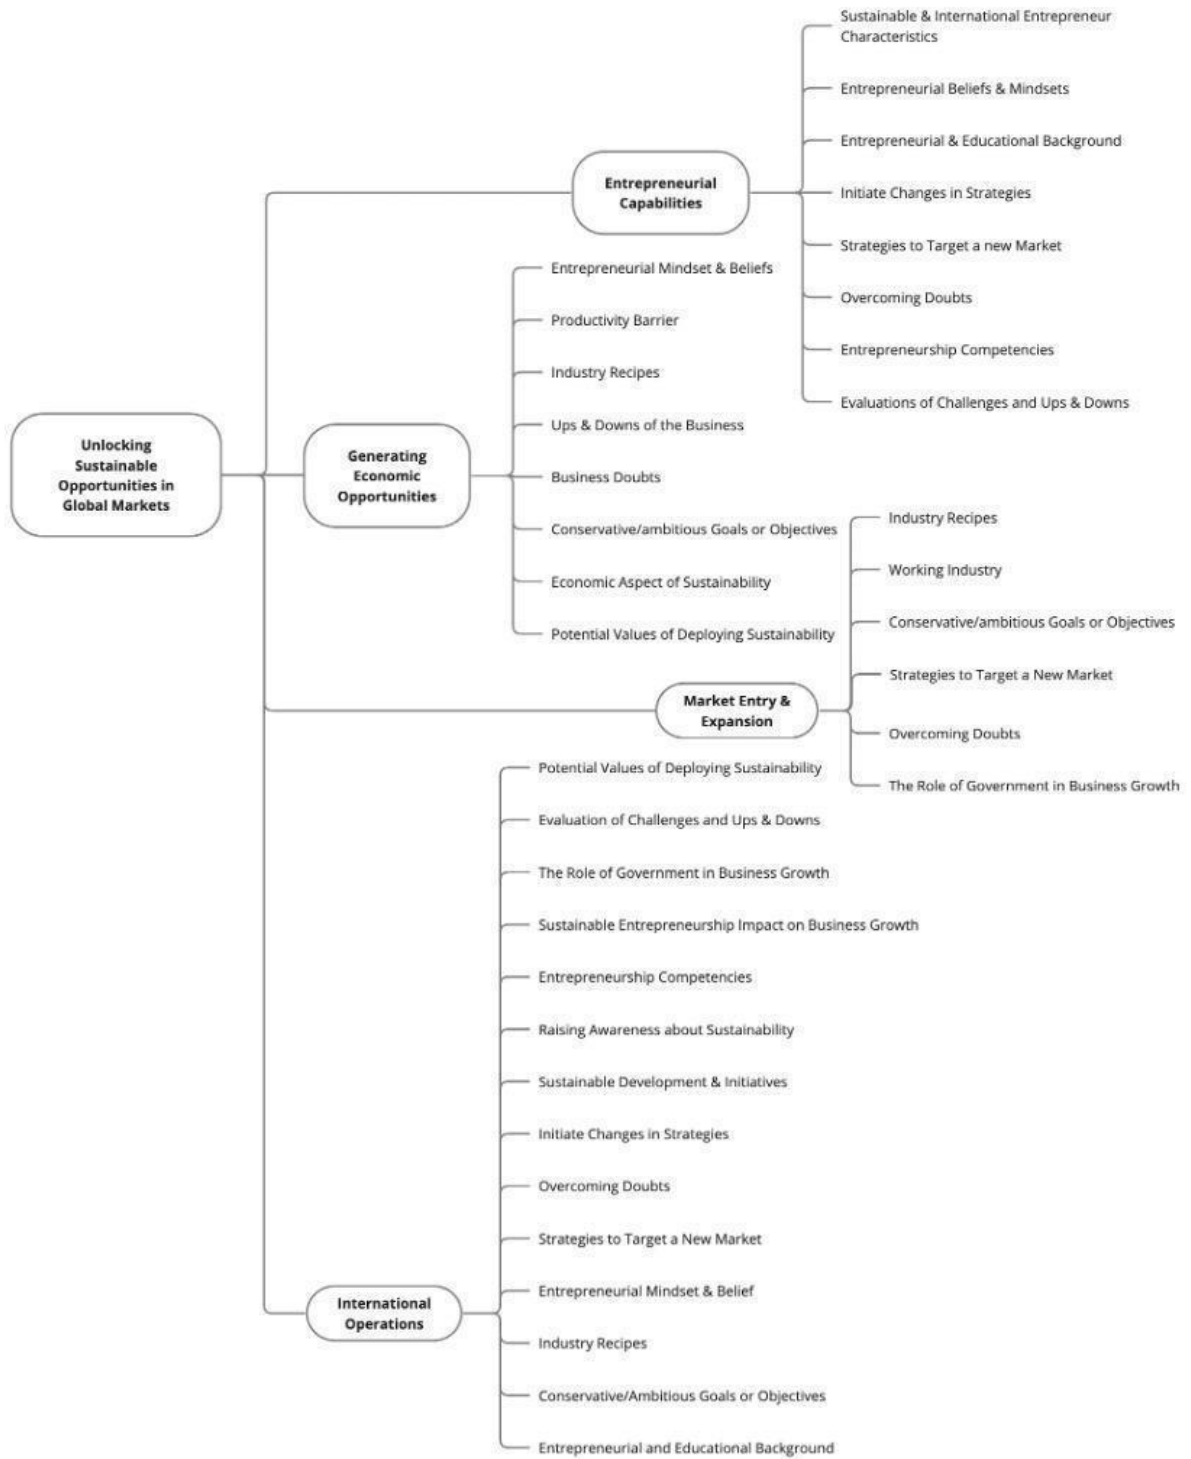 Unlocking
Sustainable
Opportunities in
Global Markets
Entrepreneurial
Capabilities
Sustainable & International Entrepreneur
Characteristics
Entrepreneurial Beliefs & Mindsets
Entrepreneurial & Educational Background
Initiate Changes in Strategies
Strategies to Target a new Market
Overcoming Doubts
Entrepreneurship Competencies
Evaluations of Challenges and Ups & Downs
Generating
Economic
Opportunities
Entrepreneurial Mindset & Beliefs
Productivity Barrier
Industry Recipes
Ups & Downs of the Business
Business Doubts
Conservative/ambitious Goals or Objectives
Economic Aspect of Sustainability
Potential Values of Deploying Sustainability
Market Entry &
Expansion
Industry Recipes
Working Industry
Conservative/ambitious Goals or Objectives
Strategies to Target a New Market
Overcoming Doubts
The Role of Government in Business Growth
International
Operations
Potential Values of Deploying Sustainability
Evaluation of Challenges and Ups & Downs
The Role of Government in Business Growth
Sustainable Entrepreneurship Impact on Business Growth
Entrepreneurship Competencies
Raising Awareness about Sustainability
Sustainable Development & Initiatives
Initiate Changes in Strategies
Overcoming Doubts
Strategies to Target a New Market
Entrepreneurial Mindset & Belief
Industry Recipes
Conservative/Ambitious Goals or Objectives
Entrepreneurial and Educational Background